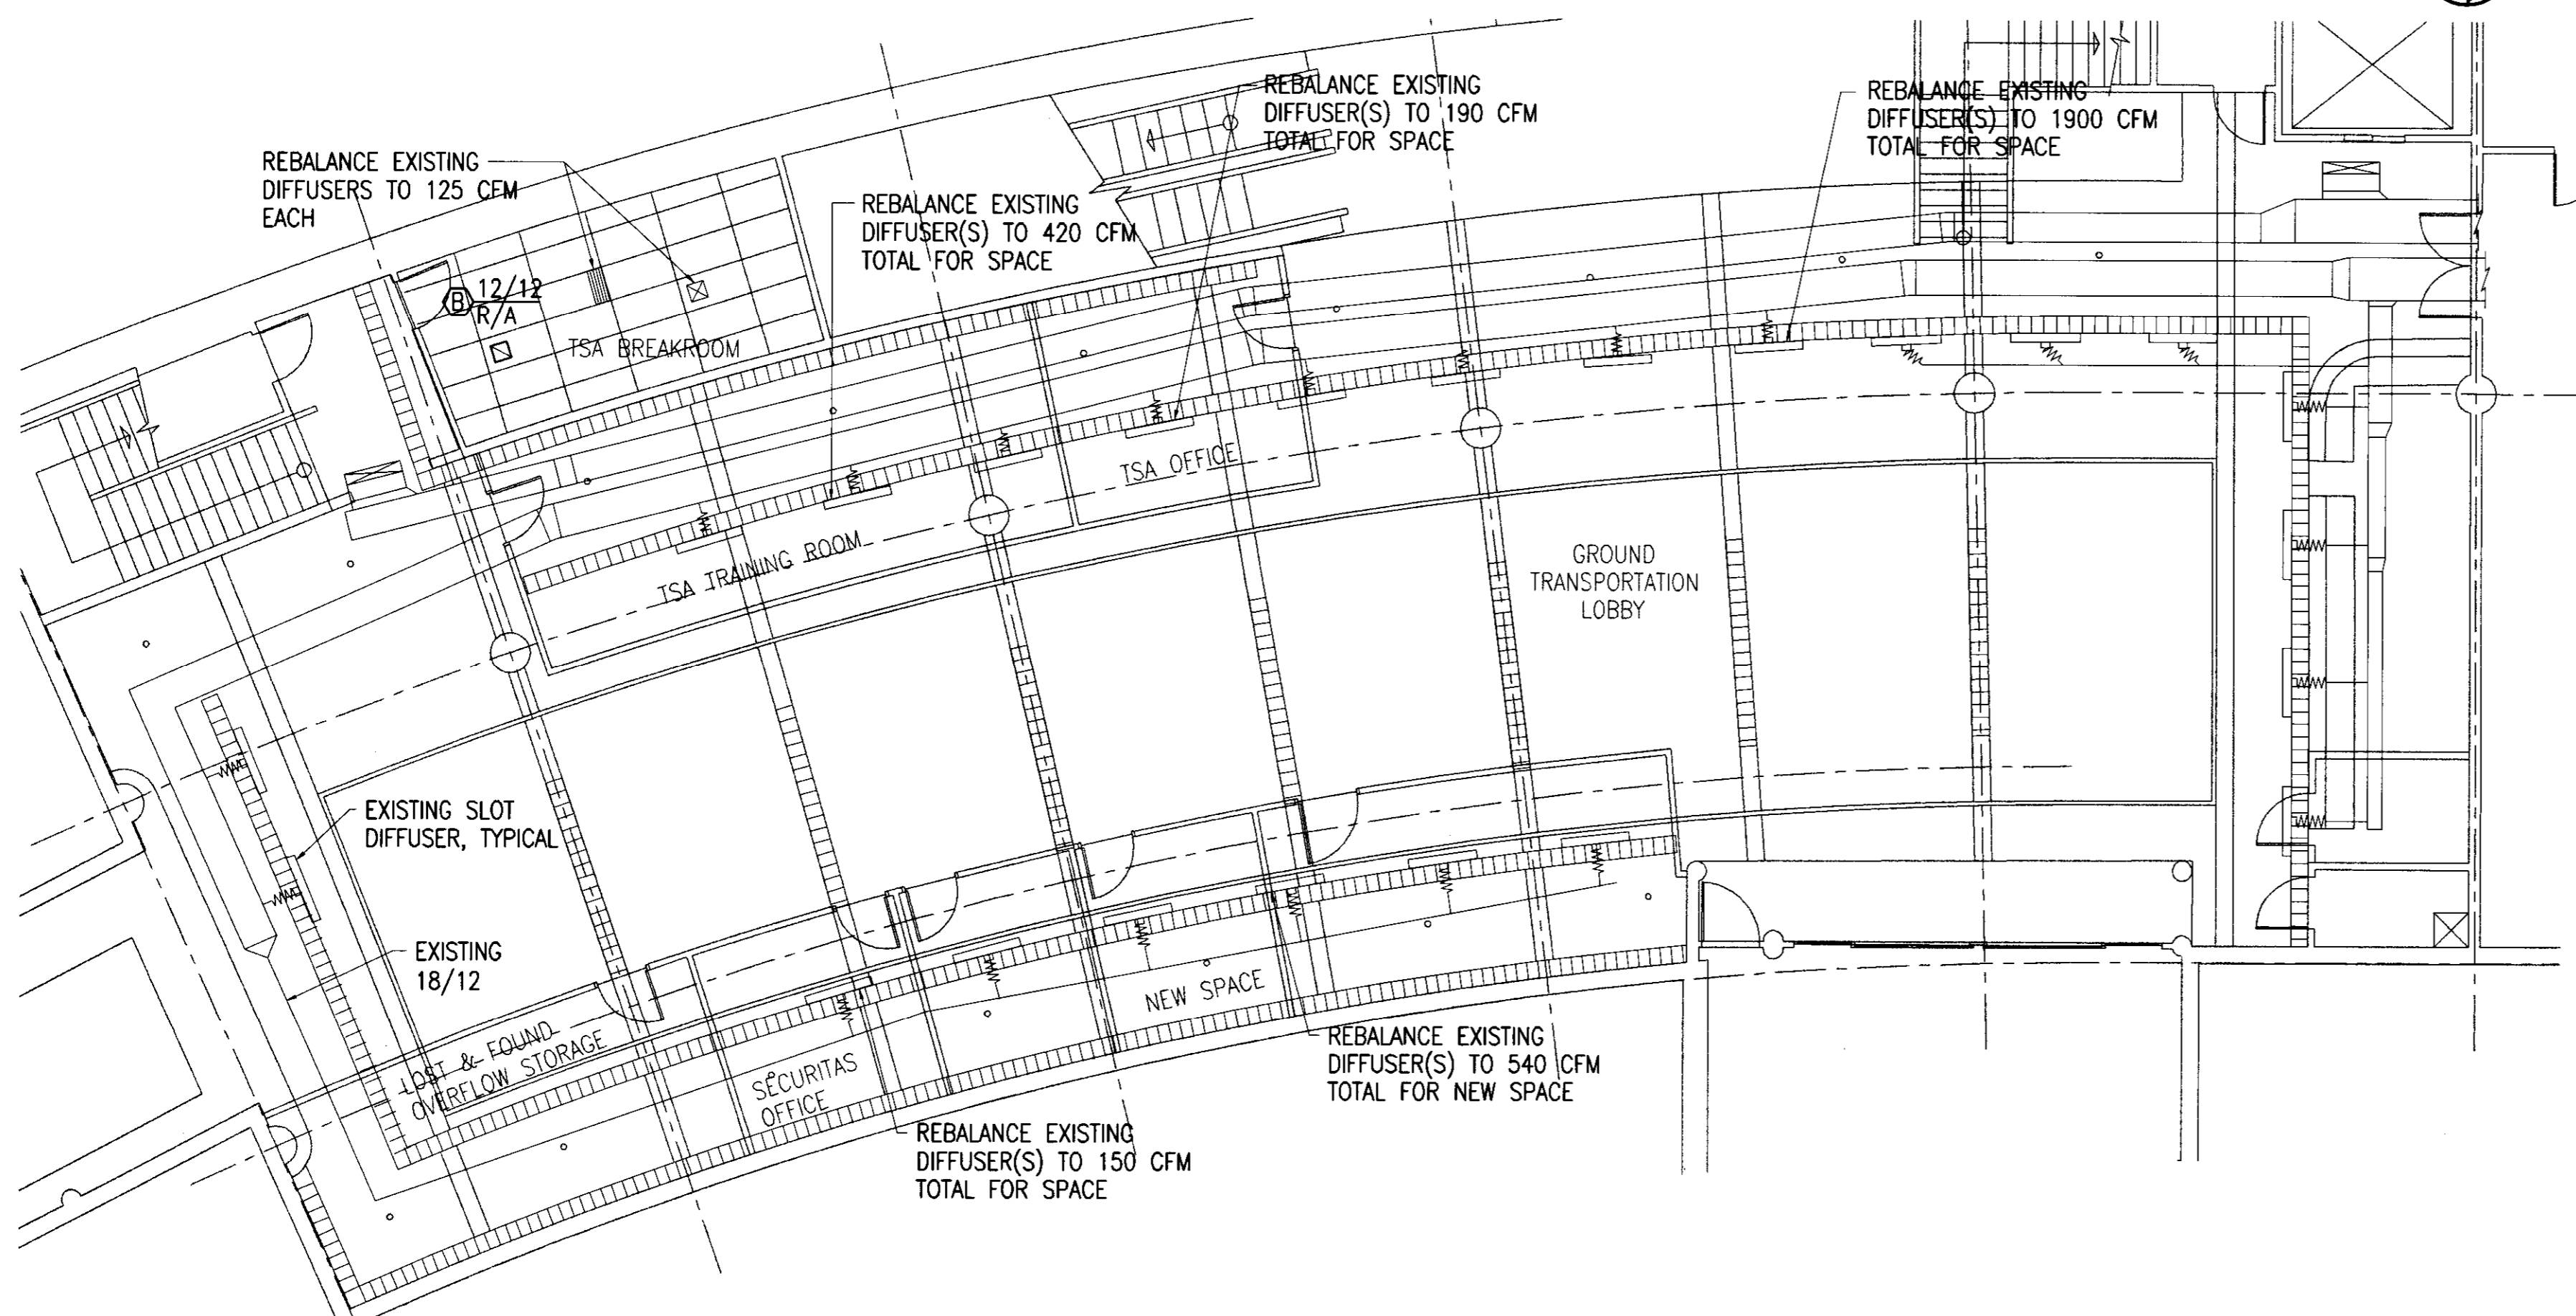 REBALANCE EXISTING
DIFFUSER(S) TO 190 CFM
TOTAL FOR SPACE
REBALANCE EXISTING
DIFFUSER(S) TO 1900 CFM
TOTAL FOR SPACE
REBALANCE EXISTING
DIFFUSERS TO 125 CFM
EACH
REBALANCE EXISTING
DIFFUSER(S) TO 420 CFM
TOTAL FOR SPACE
B
12/12
R/A
TSA BREAKROOM
TSA OFFICE
TSA TRAINING ROOM
GROUND
TRANSPORTATION
LOBBY
EXISTING SLOT
DIFFUSER, TYPICAL
EXISTING
18/12
NEW SPACE
LOST & FOUND
OVERFLOW STORAGE
SECURITAS
OFFICE
REBALANCE EXISTING
DIFFUSER(S) TO 540 CFM
TOTAL FOR NEW SPACE
REBALANCE EXISTING
DIFFUSER(S) TO 150 CFM
TOTAL FOR SPACE